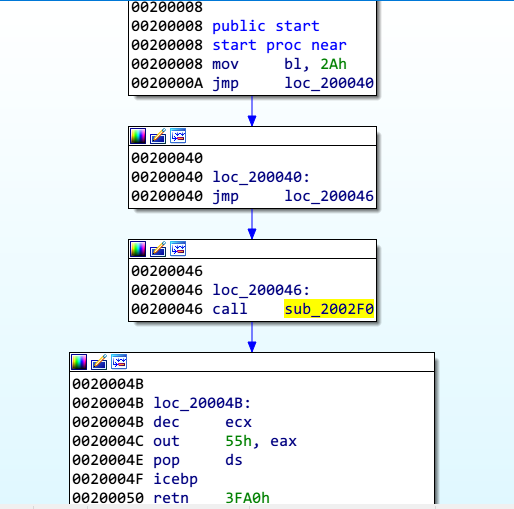 00200008
00200008 public start
00200008 start proc near
00200008 mov bl, 2Ah
0020000A jmp loc_200040
00200040
00200040 loc_200040:
00200040 jmp loc_200046
00200046
00200046 loc_200046:
00200046 call sub_2002F0
0020004B
0020004B loc_20004B:
0020004B dec ecx
0020004C out 55h, eax
0020004E pop ds
0020004F icebp
00200050 retn 3FA0h